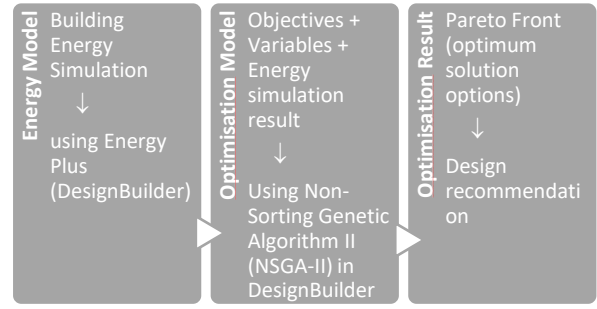 Energy Model
Building
Energy
Simulation
↓
using Energy
Plus
(DesignBuilder)
Optimisation Model
Objectives +
Variables +
Energy
simulation
result
↓
Using Non-
Sorting Genetic
Algorithm II
(NSGA-II) in
DesignBuilder
Optimisation Result
Pareto Front
(optimum
solution
options)
↓
Design
recommendati
on